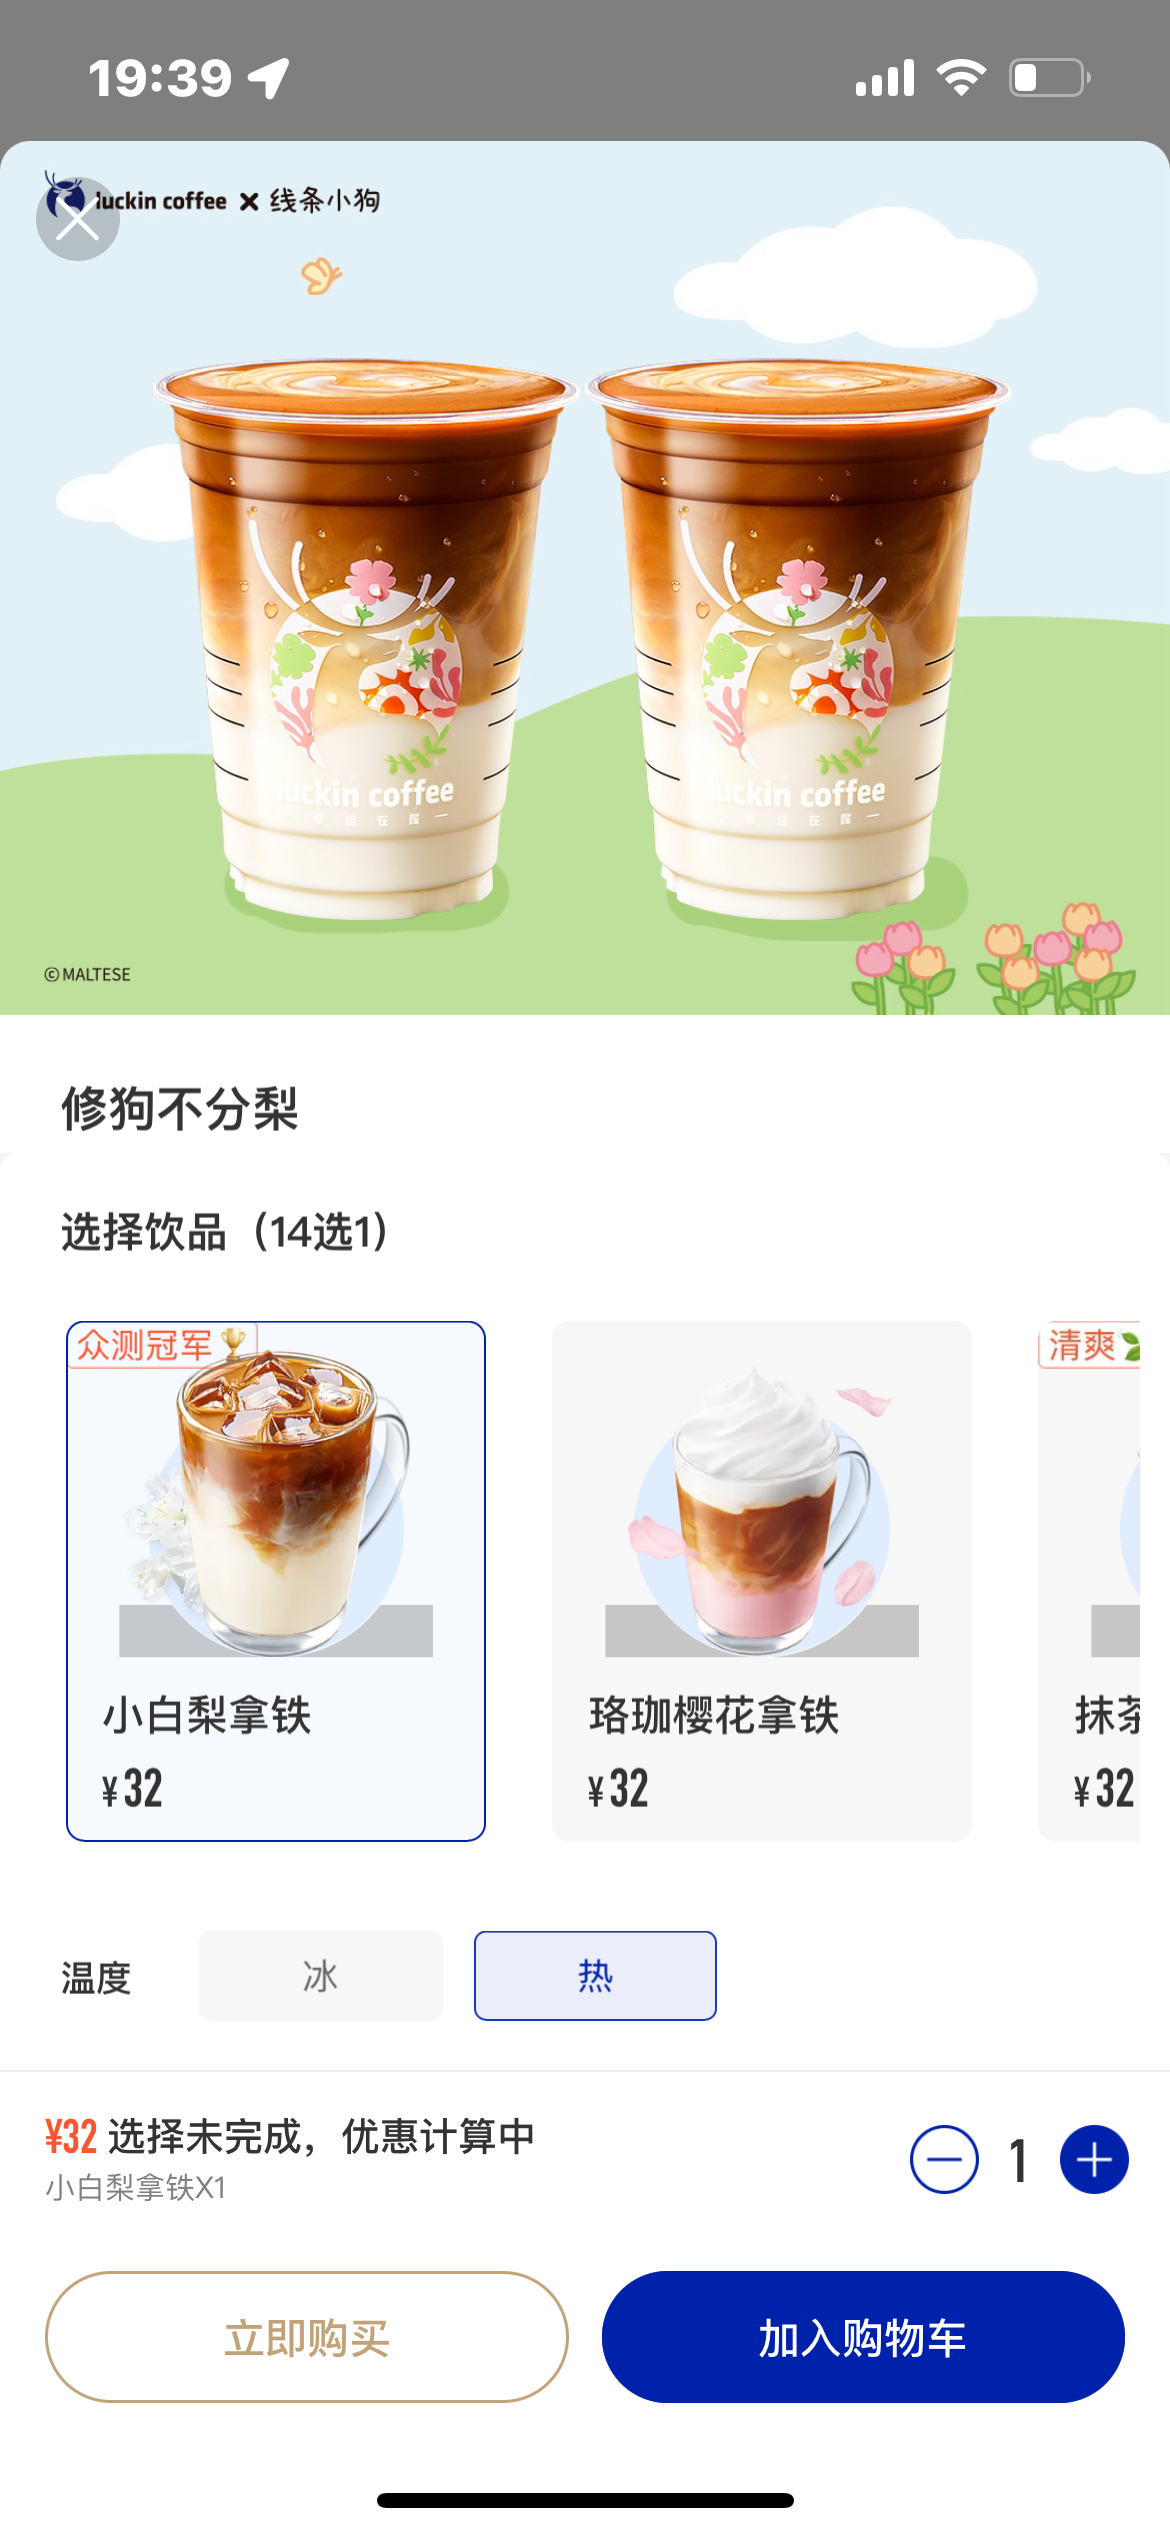 19:39
luckin coffee × 线条小狗
luckin coffee
luckin coffee
©MALTESE
修狗不分梨
选择饮品（14选1）
众测冠军🏆
清爽
小白梨拿铁
珞珈樱花拿铁
抹茶
¥32
¥32
¥32
温度
冰
热
¥32 选择未完成，优惠计算中
小白梨拿铁X1
1
立即购买
加入购物车